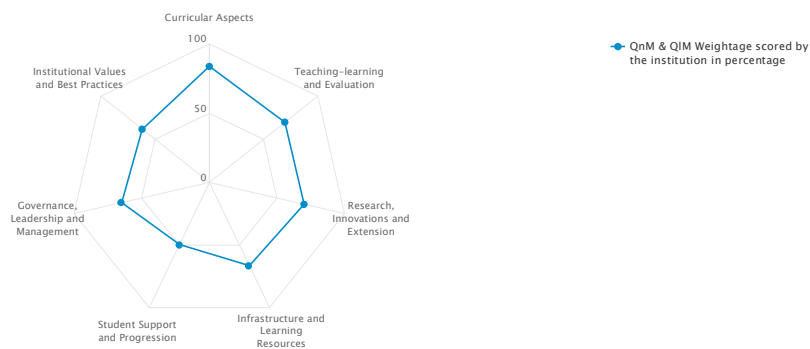 Curricular Aspects
100
Institutional Values
and Best Practices
Teaching-learning
and Evaluation
50
0
Governance,
Leadership and
Management
Research,
Innovations and
Extension
Student Support
and Progression
Infrastructure and
Learning
Resources
QnM & QlM Weightage scored by
the institution in percentage